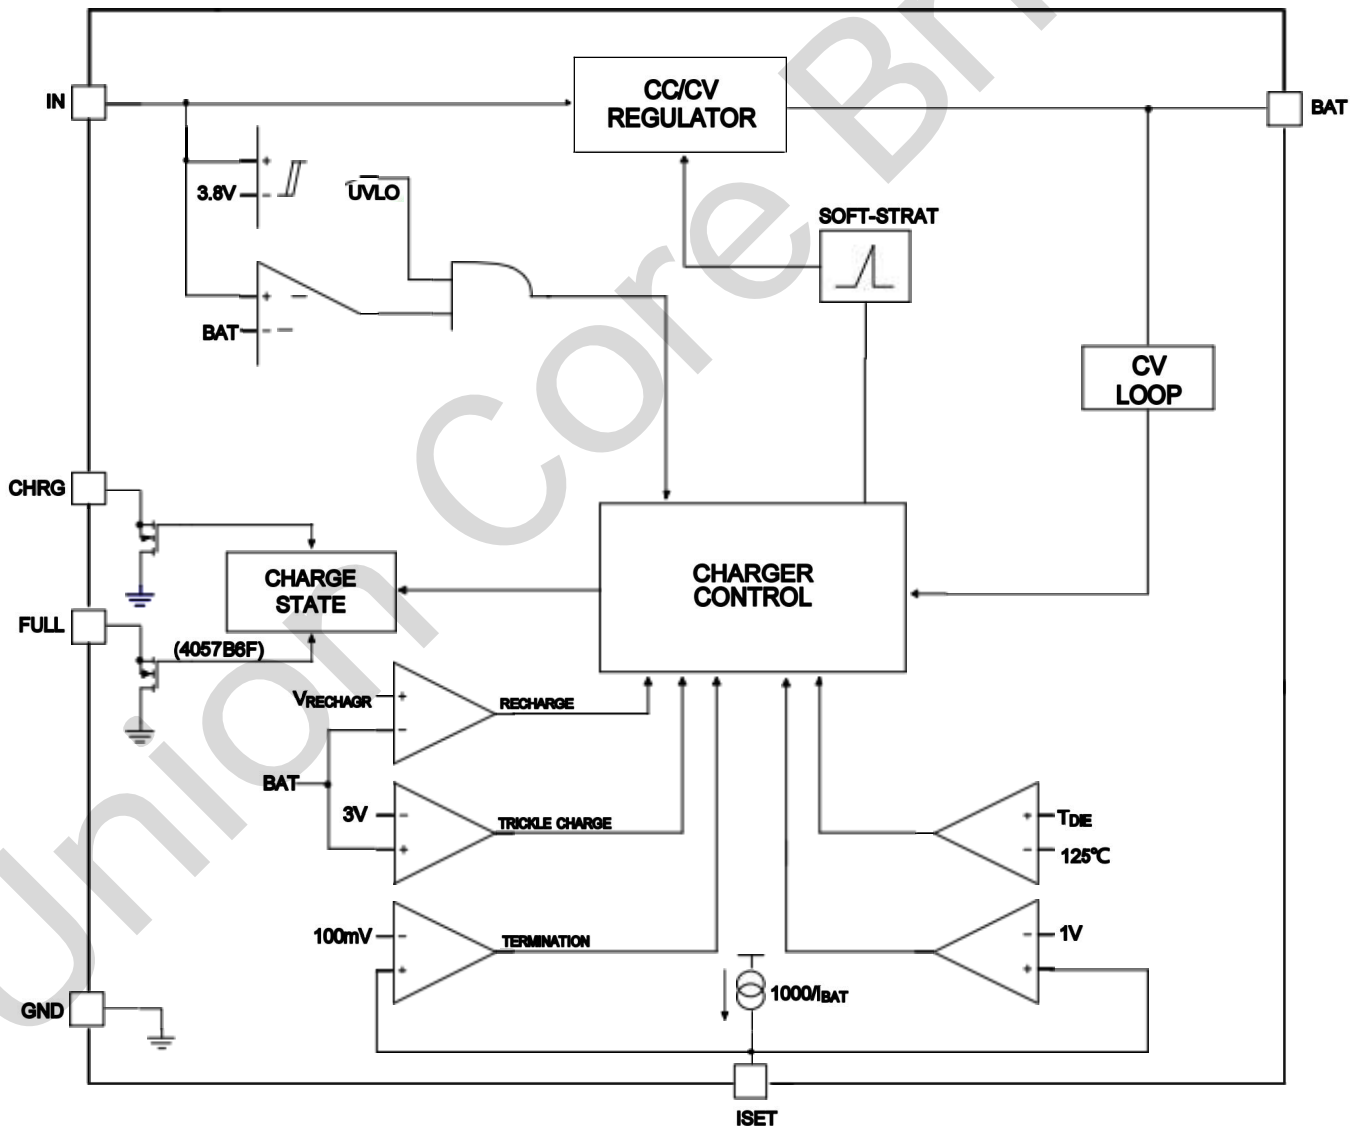 IN
CC/CV
REGULATOR
BAT
+
3.8V
-
UVLO
SOFT-STRAT
+ -
BAT - -
CV
LOOP
CHRG
CHARGE
STATE
CHARGER
CONTROL
FULL
(4057B6F)
VRECHAGR +
RECHARGE
-
BAT
3V -
TRICKLE CHARGE
+
+ TDIE
- 125℃
100mV -
TERMINATION
+
- 1V
+
1000/IBAT
GND
ISET
Union Core Bri